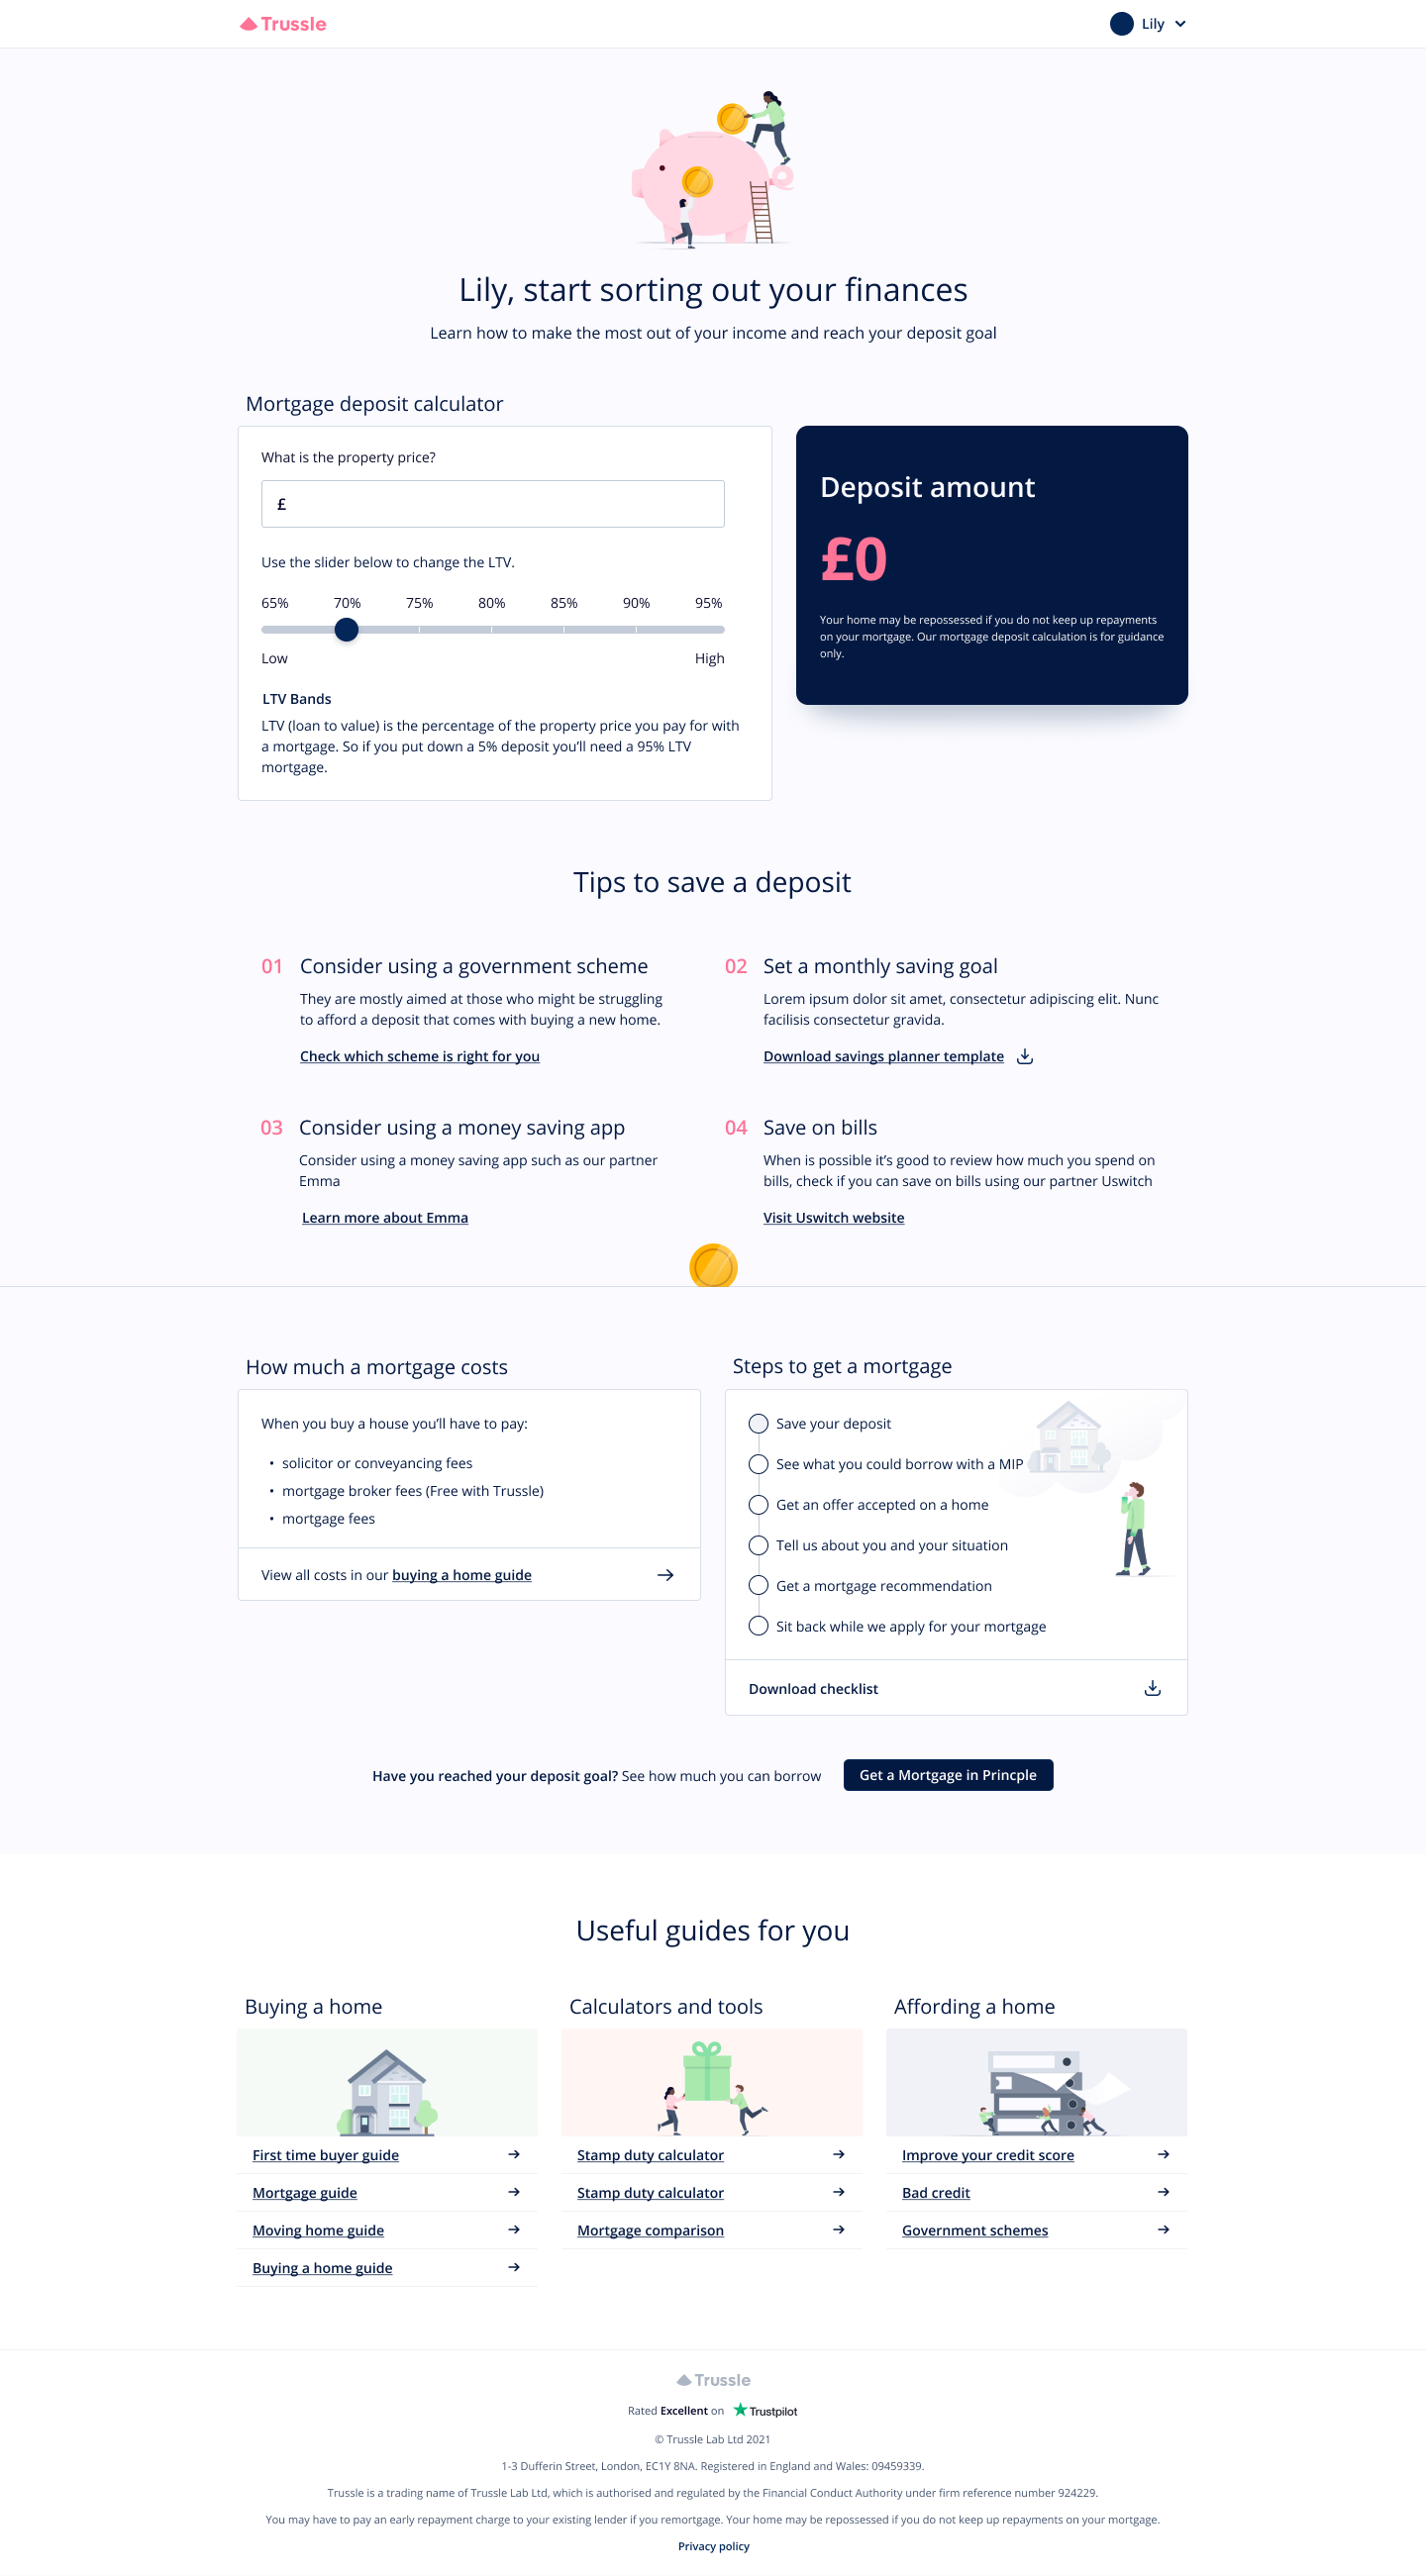 Trussle
Lily
Lily, start sorting out your finances
Learn how to make the most out of your income and reach your deposit goal
Mortgage deposit calculator
What is the property price?
£
Use the slider below to change the LTV.
65% 70% 75% 80% 85% 90% 95%
Low High
LTV Bands
LTV (loan to value) is the percentage of the property price you pay for with
a mortgage. So if you put down a 5% deposit you’ll need a 95% LTV
mortgage.
Deposit amount
£0
Your home may be repossessed if you do not keep up repayments
on your mortgage. Our mortgage deposit calculation is for guidance
only.
Tips to save a deposit
01 Consider using a government scheme
They are mostly aimed at those who might be struggling
to afford a deposit that comes with buying a new home.
Check which scheme is right for you
02 Set a monthly saving goal
Lorem ipsum dolor sit amet, consectetur adipiscing elit. Nunc
facilisis consectetur gravida.
Download savings planner template
03 Consider using a money saving app
Consider using a money saving app such as our partner
Emma
Learn more about Emma
04 Save on bills
When is possible it’s good to review how much you spend on
bills, check if you can save on bills using our partner Uswitch
Visit Uswitch website
How much a mortgage costs
When you buy a house you’ll have to pay:
• solicitor or conveyancing fees
• mortgage broker fees (Free with Trussle)
• mortgage fees
View all costs in our buying a home guide
Steps to get a mortgage
Save your deposit
See what you could borrow with a MIP
Get an offer accepted on a home
Tell us about you and your situation
Get a mortgage recommendation
Sit back while we apply for your mortgage
Download checklist
Have you reached your deposit goal? See how much you can borrow
Get a Mortgage in Princple
Useful guides for you
Buying a home
First time buyer guide
Mortgage guide
Moving home guide
Buying a home guide
Calculators and tools
Stamp duty calculator
Stamp duty calculator
Mortgage comparison
Affording a home
Improve your credit score
Bad credit
Government schemes
Trussle
Rated Excellent on Trustpilot
© Trussle Lab Ltd 2021
1-3 Dufferin Street, London, EC1Y 8NA. Registered in England and Wales: 09459339.
Trussle is a trading name of Trussle Lab Ltd, which is authorised and regulated by the Financial Conduct Authority under firm reference number 924229.
You may have to pay an early repayment charge to your existing lender if you remortgage. Your home may be repossessed if you do not keep up repayments on your mortgage.
Privacy policy